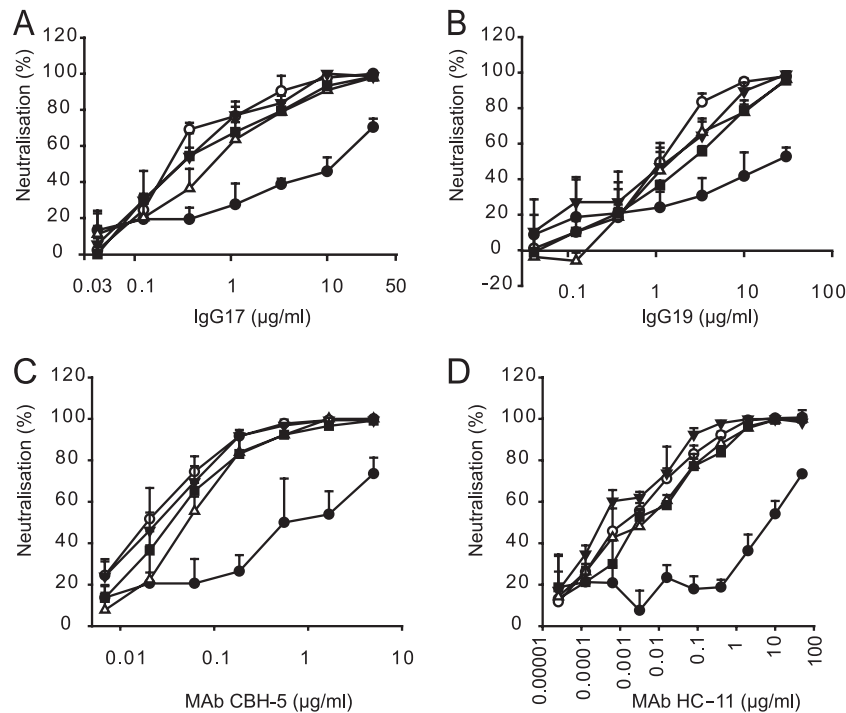 A
Neutralisation (%)
120
100
80
60
40
20
0
0.03 0.1 1 10 50
IgG17 (µg/ml)
B
Neutralisation (%)
120
100
80
60
40
20
0
-20
0.1 1 10 100
IgG19 (µg/ml)
C
Neutralisation (%)
120
100
80
60
40
20
0
0.01 0.1 1 10
MAb CBH-5 (µg/ml)
D
Neutralisation (%)
120
100
80
60
40
20
0
0.00001 0.0001 0.001 0.01 0.1 1 10 100
MAb HC-11 (µg/ml)